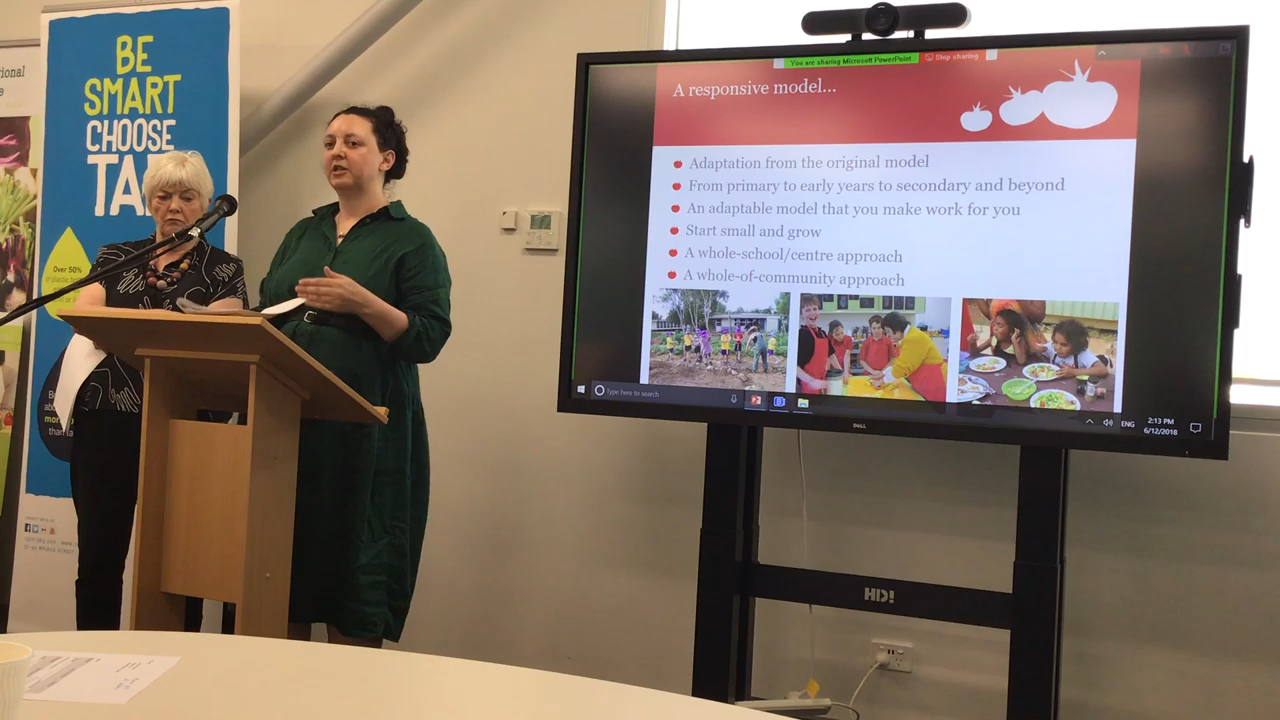 ional
e
BE
SMART
CHOOSE
TA
Over 50%
You are sharing Microsoft PowerPoint
Stop sharing
A responsive model...
Adaptation from the original model
From primary to early years to secondary and beyond
An adaptable model that you make work for you
Start small and grow
A whole-school/centre approach
A whole-of-community approach
Type here to search
ENG
2:13 PM
6/12/2018
DELL
HD!